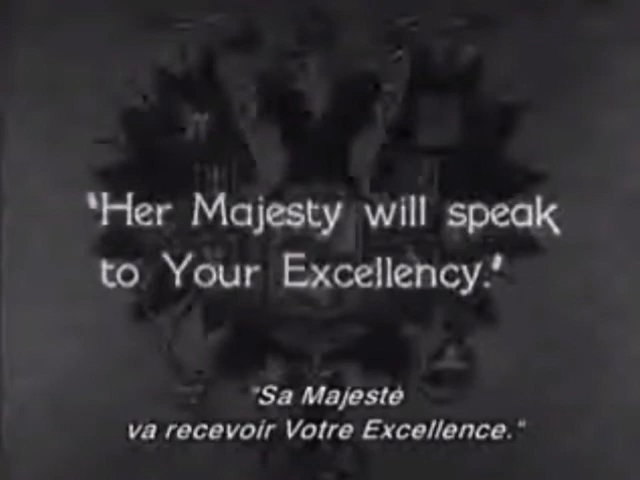 "Her Majesty will speak
to Your Excellency."
"Sa Majesté
va recevoir Votre Excellence."